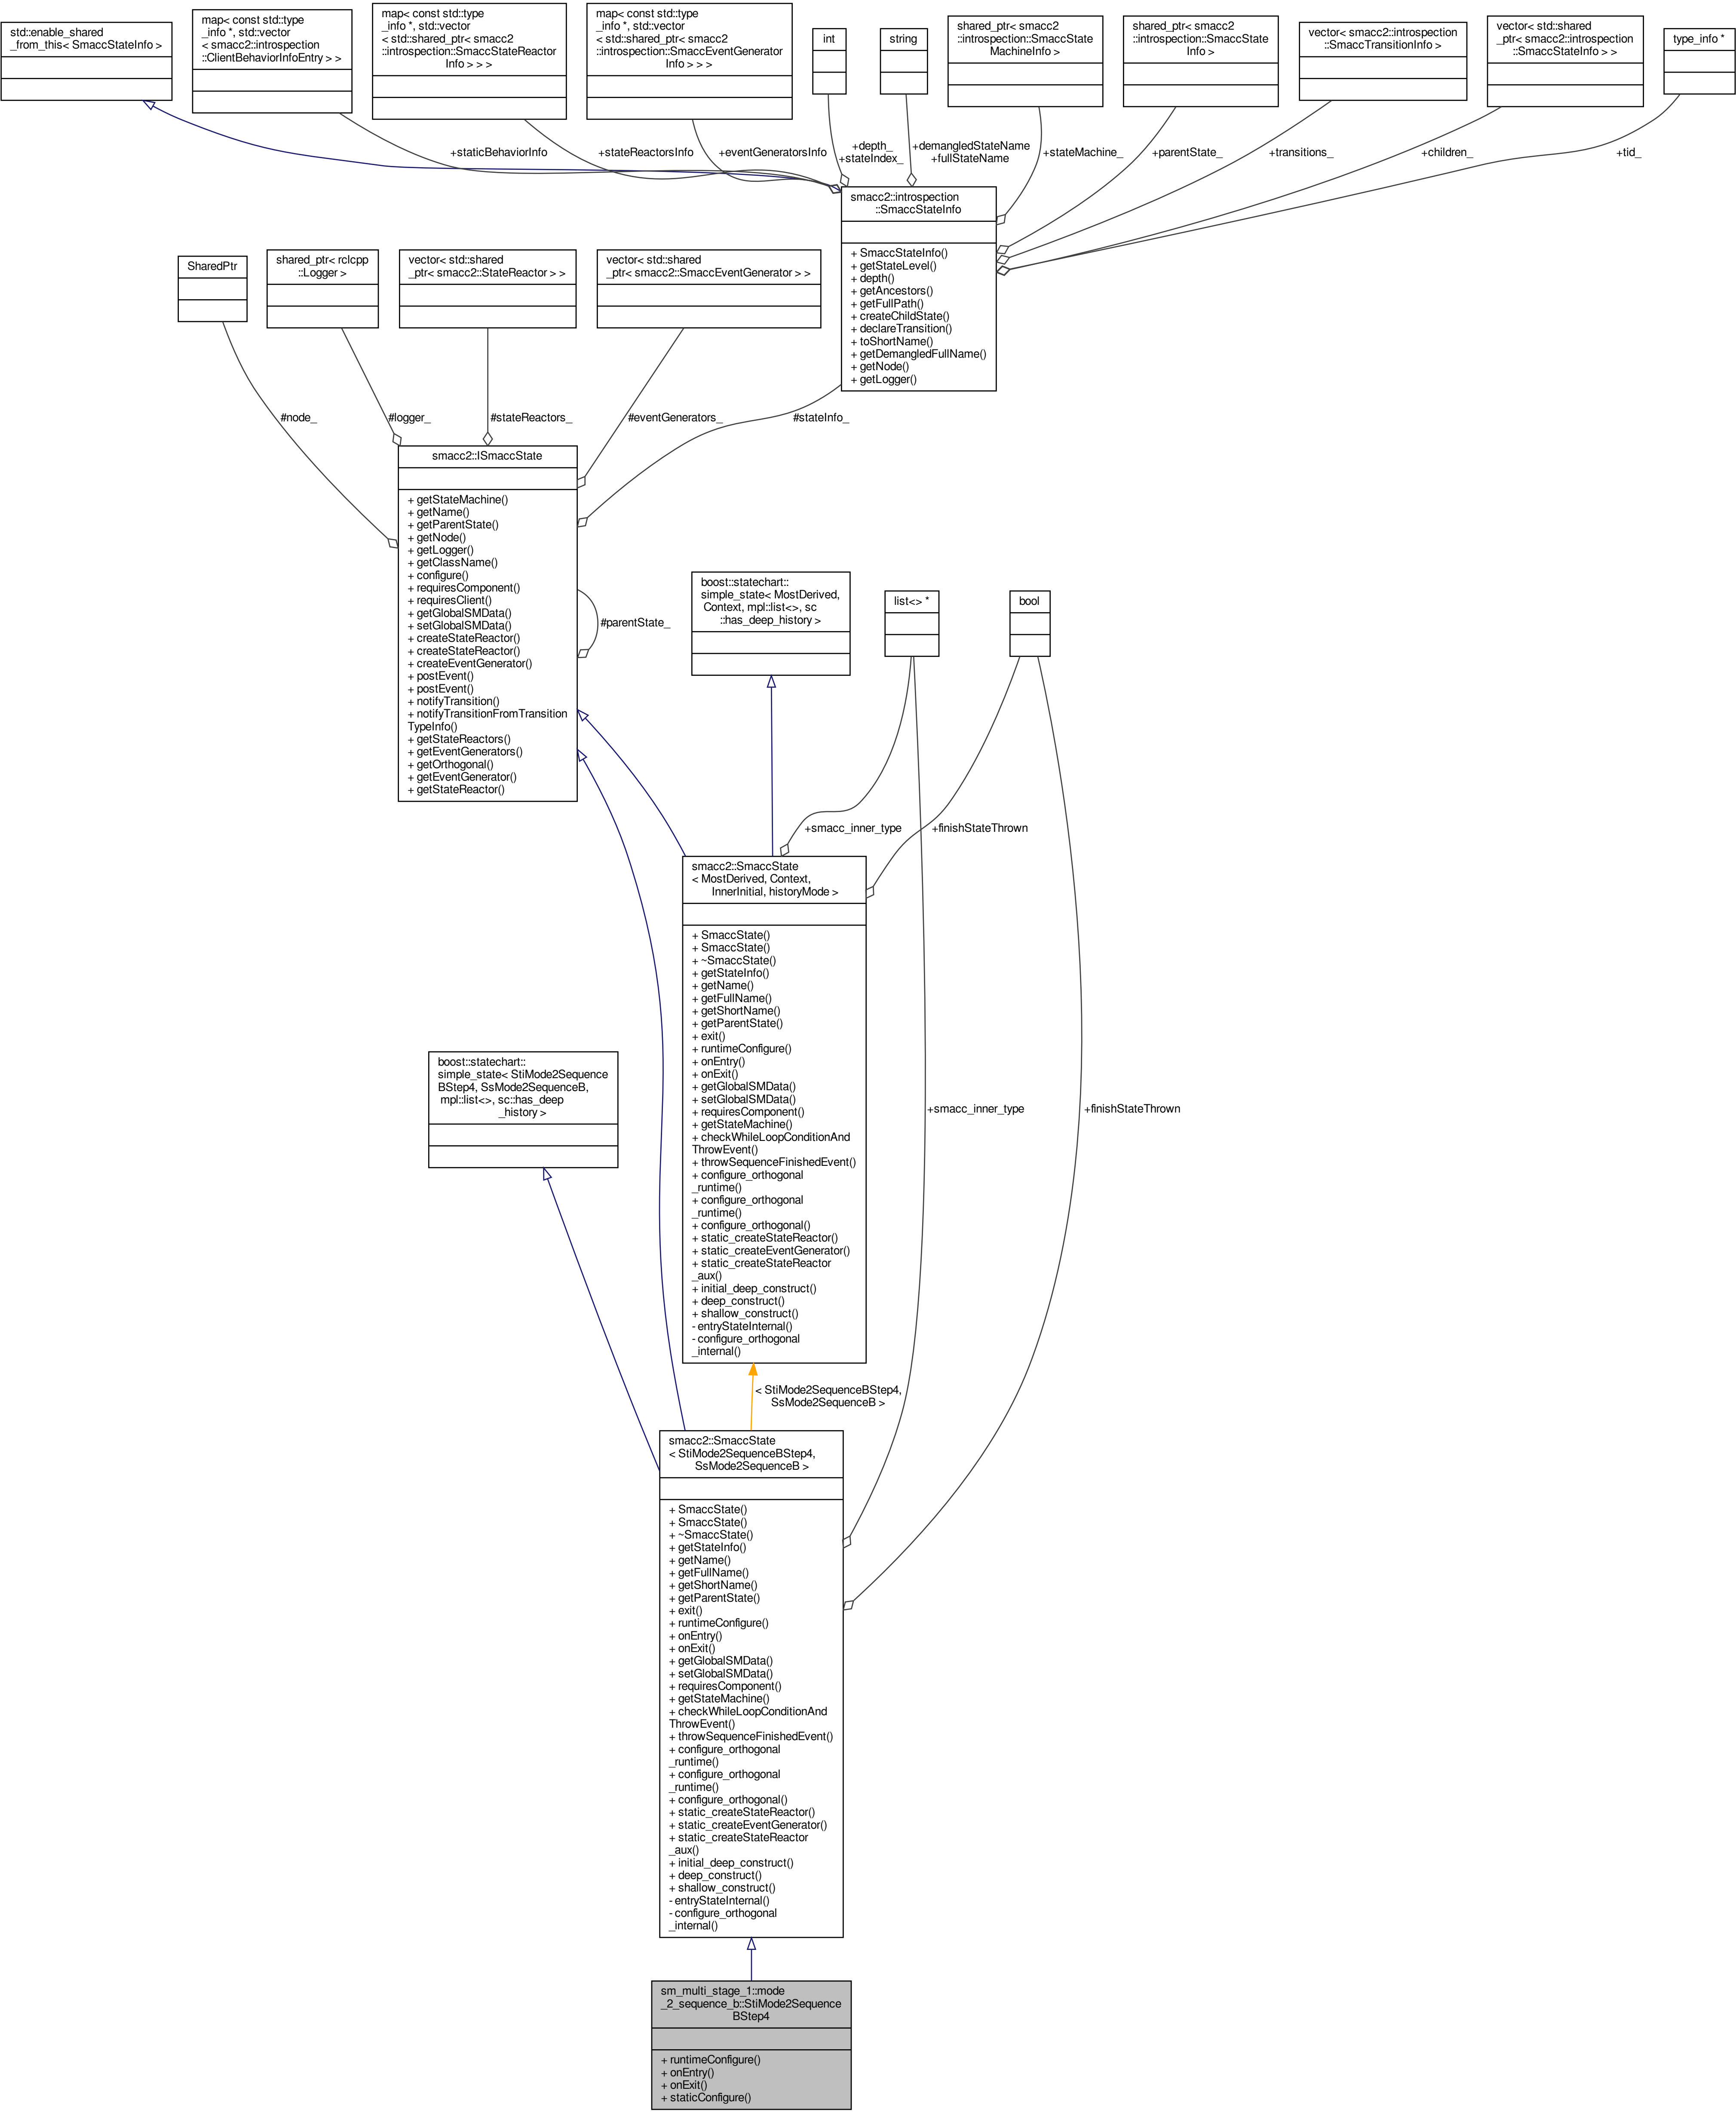 std::enable_shared
_from_this< SmaccStateInfo >
map< const std::type
_info *, std::vector
< smacc2::introspection
::ClientBehaviorInfoEntry > >
map< const std::type
_info *, std::vector
< std::shared_ptr< smacc2
::introspection::SmaccStateReactor
Info > > >
map< const std::type
_info *, std::vector
< std::shared_ptr< smacc2
::introspection::SmaccEventGenerator
Info > > >
int
string
shared_ptr< smacc2
::introspection::SmaccState
MachineInfo >
shared_ptr< smacc2
::introspection::SmaccState
Info >
vector< smacc2::introspection
::SmaccTransitionInfo >
vector< std::shared
_ptr< smacc2::introspection
::SmaccStateInfo > >
type_info *
+staticBehaviorInfo
+stateReactorsInfo
+eventGeneratorsInfo
+depth_
+stateIndex_
+demangledStateName
+fullStateName
+stateMachine_
+parentState_
+transitions_
+children_
+tid_
smacc2::introspection
::SmaccStateInfo
+ SmaccStateInfo()
+ getStateLevel()
+ depth()
+ getAncestors()
+ getFullPath()
+ createChildState()
+ declareTransition()
+ toShortName()
+ getDemangledFullName()
+ getNode()
+ getLogger()
SharedPtr
shared_ptr< rclcpp
::Logger >
vector< std::shared
_ptr< smacc2::StateReactor > >
vector< std::shared
_ptr< smacc2::SmaccEventGenerator > >
#node_
#logger_
#stateReactors_
#eventGenerators_
#stateInfo_
smacc2::ISmaccState
+ getStateMachine()
+ getName()
+ getParentState()
+ getNode()
+ getLogger()
+ getClassName()
+ configure()
+ requiresComponent()
+ requiresClient()
+ getGlobalSMData()
+ setGlobalSMData()
+ createStateReactor()
+ createStateReactor()
+ createEventGenerator()
+ postEvent()
+ postEvent()
+ notifyTransition()
+ notifyTransitionFromTransition
TypeInfo()
+ getStateReactors()
+ getEventGenerators()
+ getOrthogonal()
+ getEventGenerator()
+ getStateReactor()
#parentState_
boost::statechart::
simple_state< MostDerived,
Context, mpl::list<>, sc
::has_deep_history >
list<> *
bool
+smacc_inner_type
+finishStateThrown
smacc2::SmaccState
< MostDerived, Context,
InnerInitial, historyMode >
+ SmaccState()
+ SmaccState()
+ ~SmaccState()
+ getStateInfo()
+ getName()
+ getFullName()
+ getShortName()
+ getParentState()
+ exit()
+ runtimeConfigure()
+ onEntry()
+ onExit()
+ getGlobalSMData()
+ setGlobalSMData()
+ requiresComponent()
+ getStateMachine()
+ checkWhileLoopConditionAnd
ThrowEvent()
+ throwSequenceFinishedEvent()
+ configure_orthogonal
_runtime()
+ configure_orthogonal
_runtime()
+ configure_orthogonal()
+ static_createStateReactor()
+ static_createEventGenerator()
+ static_createStateReactor
_aux()
+ initial_deep_construct()
+ deep_construct()
+ shallow_construct()
- entryStateInternal()
- configure_orthogonal
_internal()
boost::statechart::
simple_state< StiMode2Sequence
BStep4, SsMode2SequenceB,
mpl::list<>, sc::has_deep
_history >
+smacc_inner_type
+finishStateThrown
< StiMode2SequenceBStep4,
SsMode2SequenceB >
smacc2::SmaccState
< StiMode2SequenceBStep4,
SsMode2SequenceB >
+ SmaccState()
+ SmaccState()
+ ~SmaccState()
+ getStateInfo()
+ getName()
+ getFullName()
+ getShortName()
+ getParentState()
+ exit()
+ runtimeConfigure()
+ onEntry()
+ onExit()
+ getGlobalSMData()
+ setGlobalSMData()
+ requiresComponent()
+ getStateMachine()
+ checkWhileLoopConditionAnd
ThrowEvent()
+ throwSequenceFinishedEvent()
+ configure_orthogonal
_runtime()
+ configure_orthogonal
_runtime()
+ configure_orthogonal()
+ static_createStateReactor()
+ static_createEventGenerator()
+ static_createStateReactor
_aux()
+ initial_deep_construct()
+ deep_construct()
+ shallow_construct()
- entryStateInternal()
- configure_orthogonal
_internal()
sm_multi_stage_1::mode
_2_sequence_b::StiMode2Sequence
BStep4
+ runtimeConfigure()
+ onEntry()
+ onExit()
+ staticConfigure()